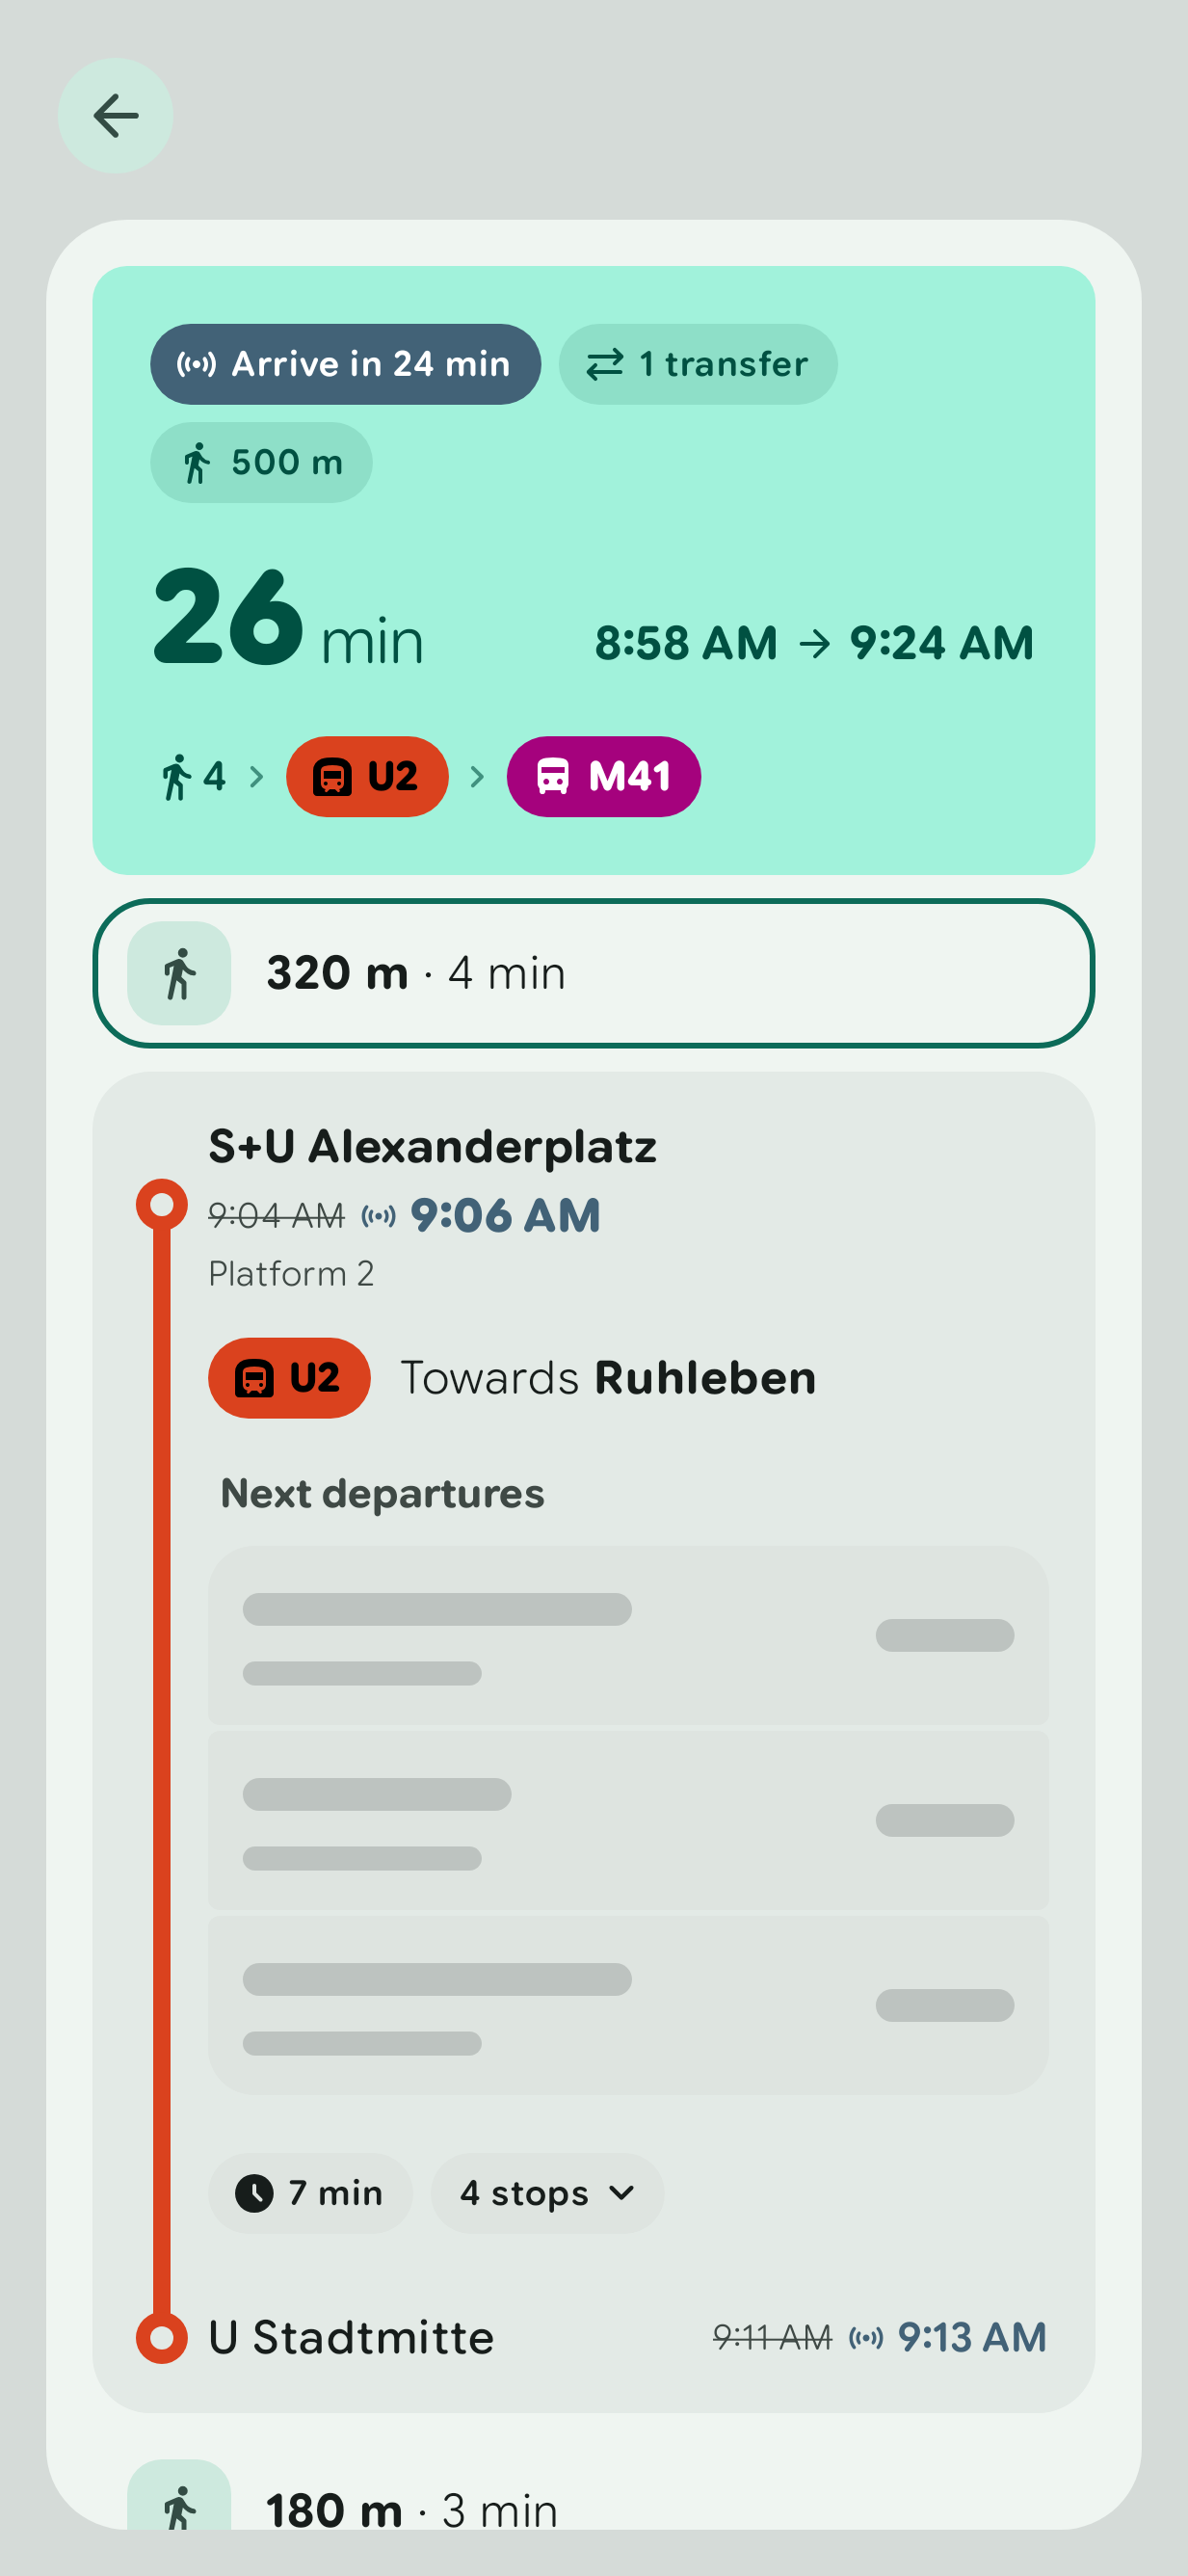 Arrive in 24 min 1 transfer
500 m
26 min 8:58 AM → 9:24 AM
4 > U2 > M41
320 m · 4 min
S+U Alexanderplatz
9:04 AM 9:06 AM
Platform 2
U2 Towards Ruhleben
Next departures
7 min 4 stops
U Stadtmitte 9:11 AM 9:13 AM
180 m · 3 min